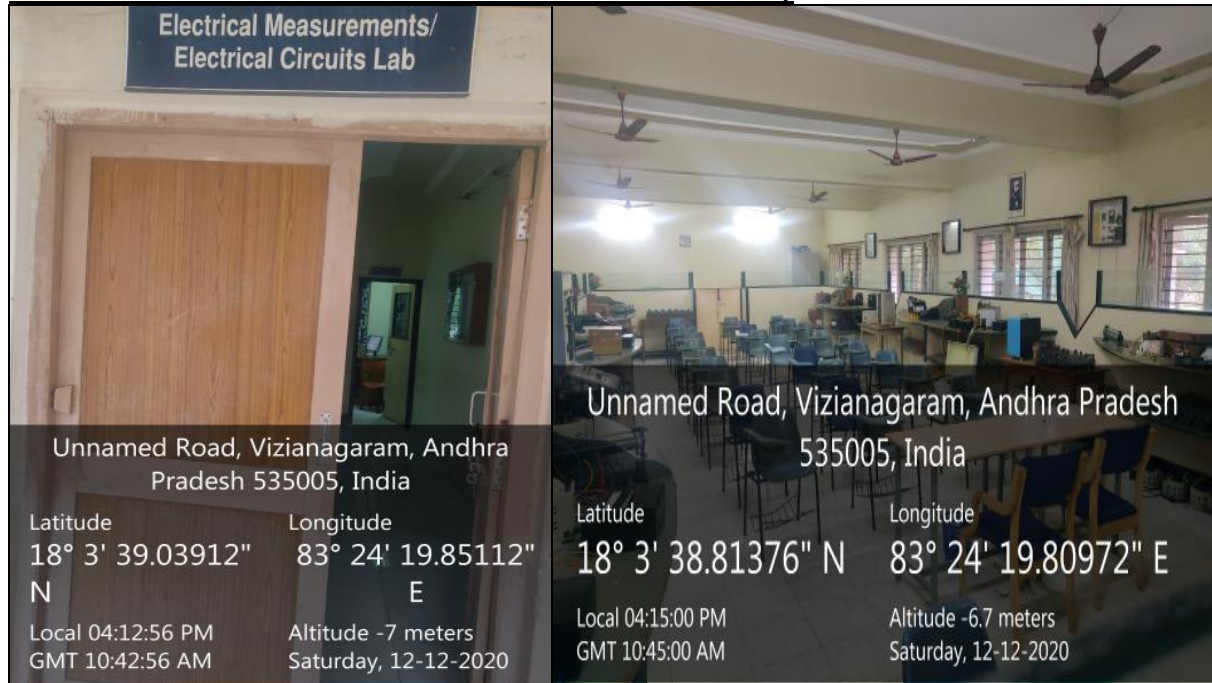 Electrical Measurements/
Electrical Circuits Lab
Unnamed Road, Vizianagaram, Andhra
Pradesh 535005, India
Latitude
18° 3' 39.03912"
N
Longitude
83° 24' 19.85112"
E
Local 04:12:56 PM
GMT 10:42:56 AM
Altitude -7 meters
Saturday, 12-12-2020
Unnamed Road, Vizianagaram, Andhra Pradesh
535005, India
Latitude
18° 3' 38.81376" N
Longitude
83° 24' 19.80972" E
Local 04:15:00 PM
GMT 10:45:00 AM
Altitude -6.7 meters
Saturday, 12-12-2020